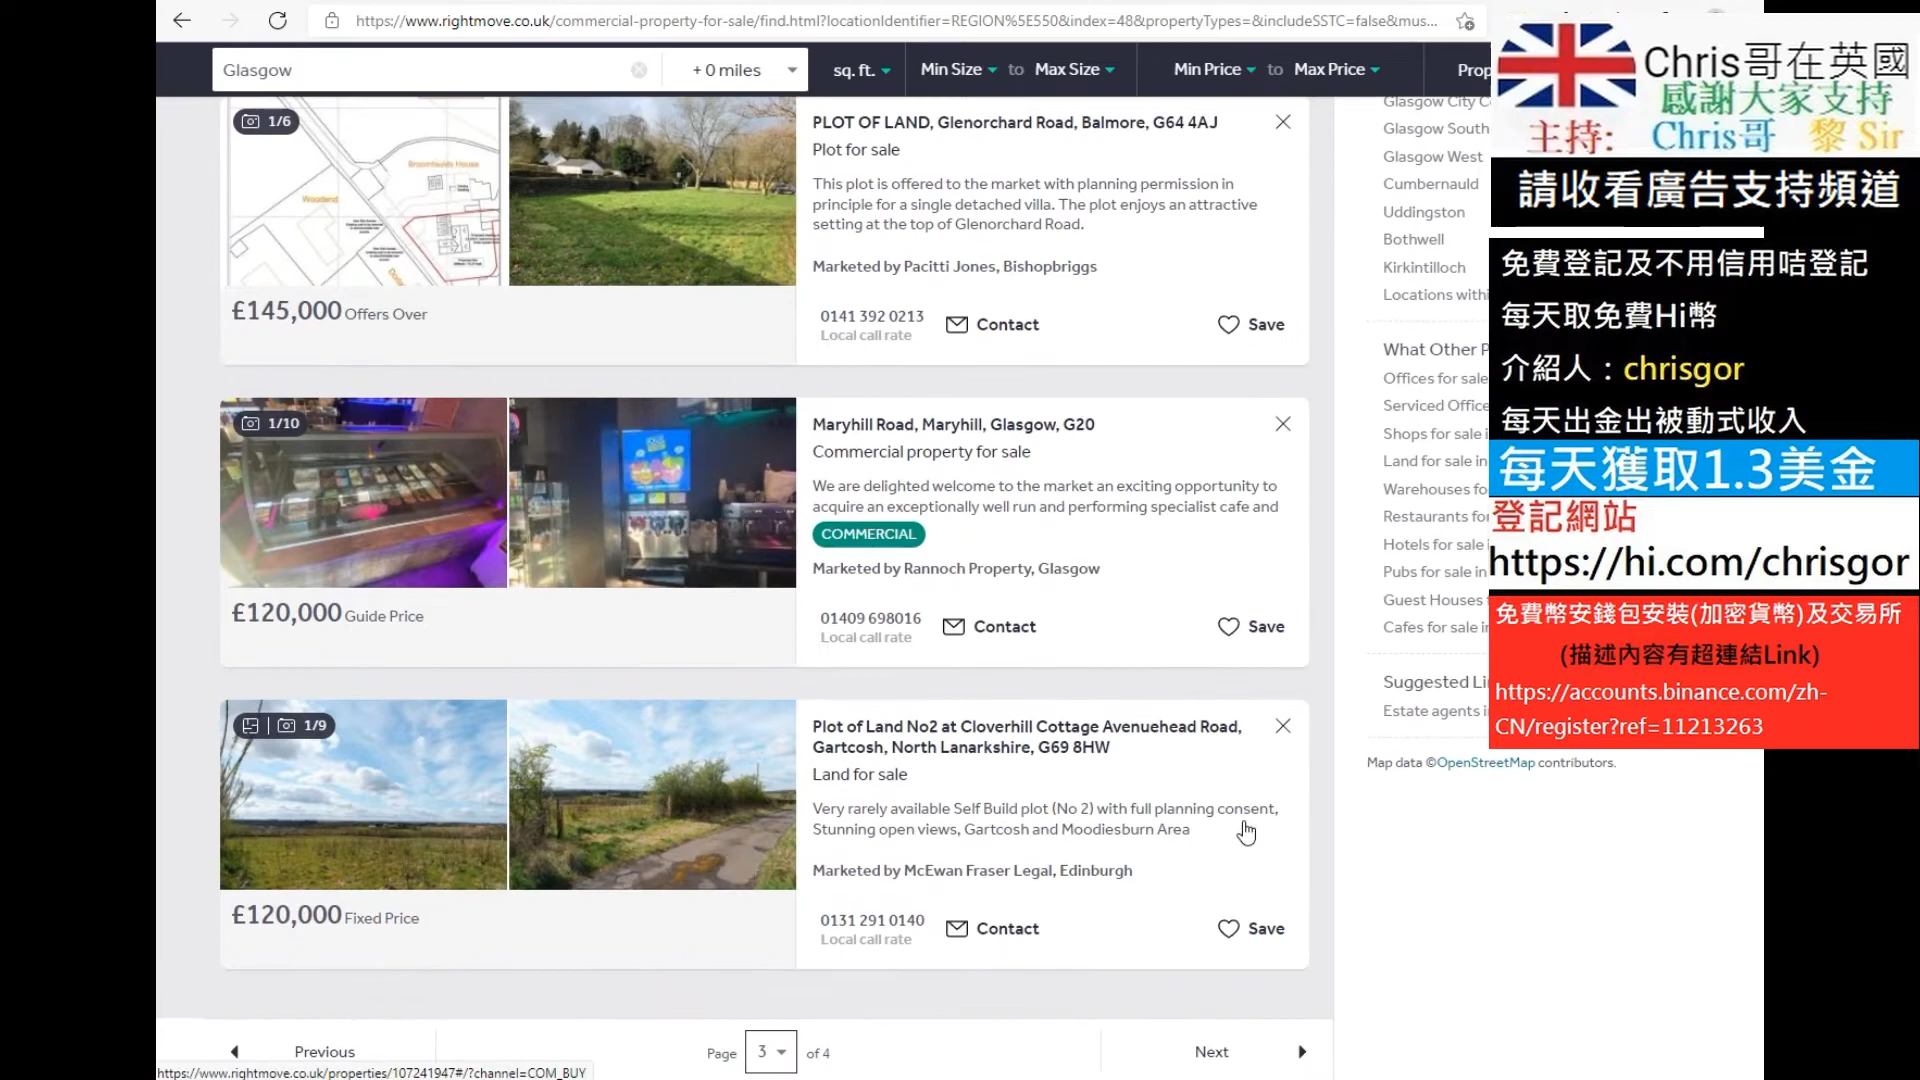 https://www.rightmove.co.uk/commercial-property-for-sale/find.html?locationIdentifier=REGION%5E550&index=48&propertyTypes=&includeSSTC=false&mus...
Glasgow
+ 0 miles
sq. ft.
Min Size to Max Size
Min Price to Max Price
Prop
1/6
Broomhouse House
Woodend
PLOT OF LAND, Glenorchard Road, Balmore, G64 4AJ
Plot for sale
This plot is offered to the market with planning permission in
principle for a single detached villa. The plot enjoys an attractive
setting at the top of Glenorchard Road.
Marketed by Pacitti Jones, Bishopbriggs
£145,000 Offers Over
0141 392 0213
Local call rate
Contact
Save
1/10
Maryhill Road, Maryhill, Glasgow, G20
Commercial property for sale
We are delighted welcome to the market an exciting opportunity to
acquire an exceptionally well run and performing specialist cafe and
COMMERCIAL
Marketed by Rannoch Property, Glasgow
£120,000 Guide Price
01409 698016
Local call rate
Contact
Save
1/9
Plot of Land No2 at Cloverhill Cottage Avenuehead Road,
Gartcosh, North Lanarkshire, G69 8HW
Land for sale
Very rarely available Self Build plot (No 2) with full planning consent,
Stunning open views, Gartcosh and Moodiesburn Area
Marketed by McEwan Fraser Legal, Edinburgh
£120,000 Fixed Price
0131 291 0140
Local call rate
Contact
Save
Previous
Page 3 of 4
Next
https://www.rightmove.co.uk/properties/107241947#/?channel=COM_BUY
Glasgow City C
Glasgow South
Glasgow West
Cumbernauld
Uddingston
Bothwell
Kirkintilloch
Locations with
What Other P
Offices for sale
Serviced Office
Shops for sale i
Land for sale in
Warehouses fo
Restaurants fo
Hotels for sale i
Pubs for sale in
Guest Houses
Cafes for sale i
Suggested Li
Estate agents i
Map data ©OpenStreetMap contributors.
Chris哥在英國
感謝大家支持
主持: Chris哥 黎 Sir
請收看廣告支持頻道
免費登記及不用信用咭登記
每天取免費Hi幣
介紹人：chrisgor
每天出金出被動式收入
每天獲取1.3美金
登記網站
https://hi.com/chrisgor
免費幣安錢包安裝(加密貨幣)及交易所
(描述內容有超連結Link)
https://accounts.binance.com/zh-
CN/register?ref=11213263